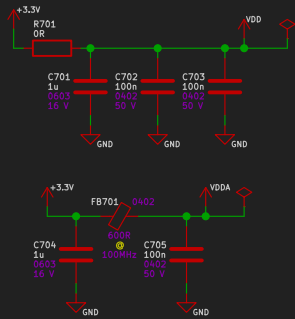 +3.3V
VDD
R701
0R
C701
1u
0603
16 V
C702
100n
0402
50 V
C703
100n
0402
50 V
GND
GND
GND
+3.3V
FB701
0402
VDDA
600R
@
100MHz
C704
1u
0603
16 V
C705
100n
0402
50 V
GND
GND